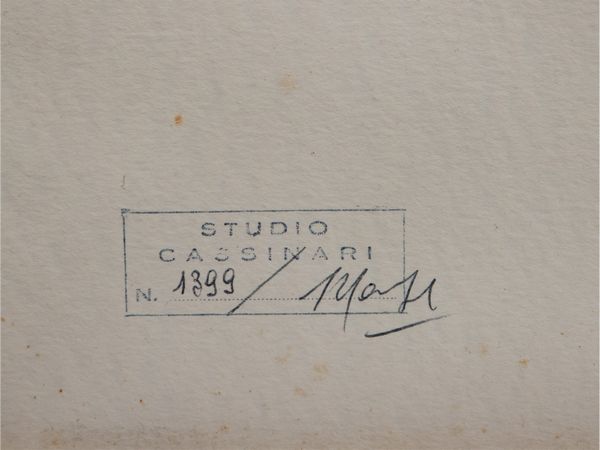 STUDIO
CASSINARI
N. 1399 /